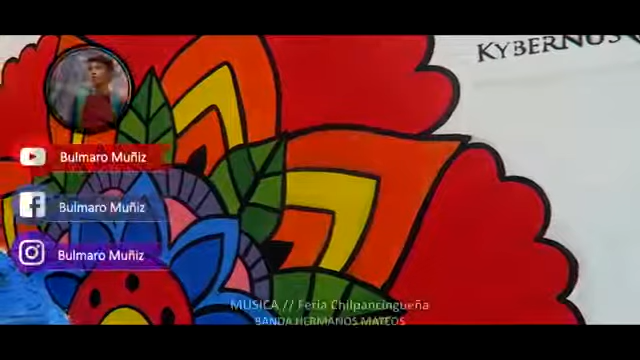 KYBERNUS
Bulmaro Muñiz
Bulmaro Muñiz
Bulmaro Muñiz
MUSICA // Feria Chilpancingueña
BANDA HERMANOS MATEOS